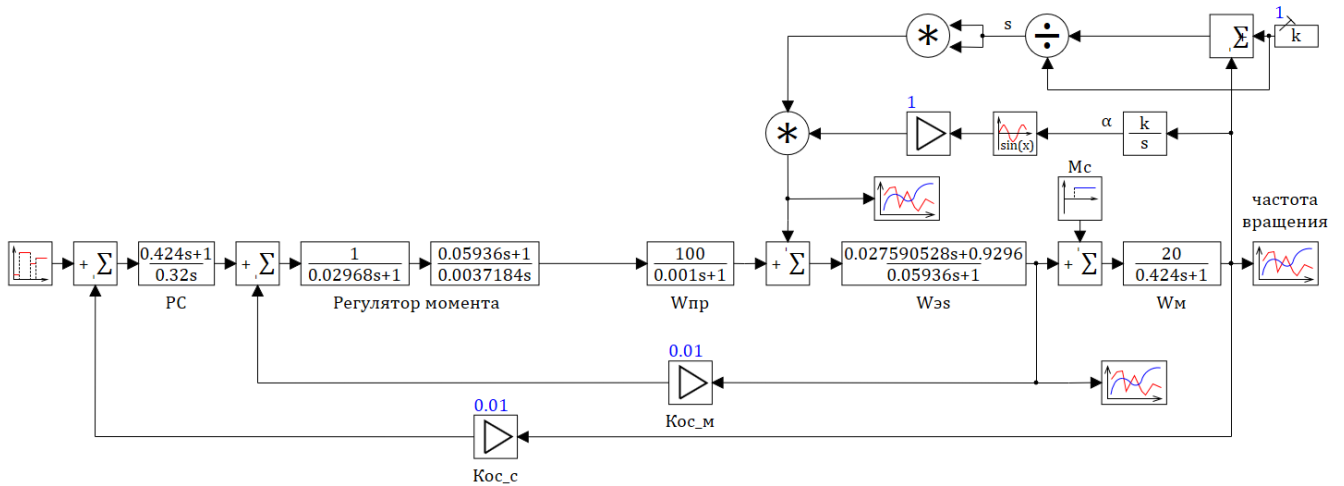 1
k
Σ
+
÷
s
*
1
*
sin(x)
α
k
s
Мс
частота
вращения
+
Σ
0.424s+1
0.32s
РС
+
Σ
1
0.02968s+1
0.05936s+1
0.0037184s
Регулятор момента
100
0.001s+1
Wпр
+
Σ
0.027590528s+0.9296
0.05936s+1
Wэs
+
Σ
20
0.424s+1
Wм
0.01
Кос_м
0.01
Кос_с